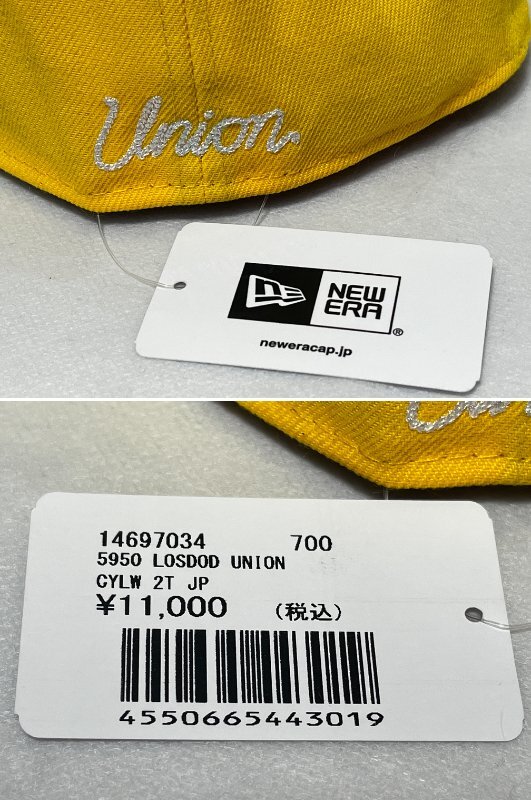 Union.
NEW
ERA®
neweracap.jp
14697034 700
5950 LOSDOD UNION
CYLW 2T JP
¥11,000 (税込)
4550665443019